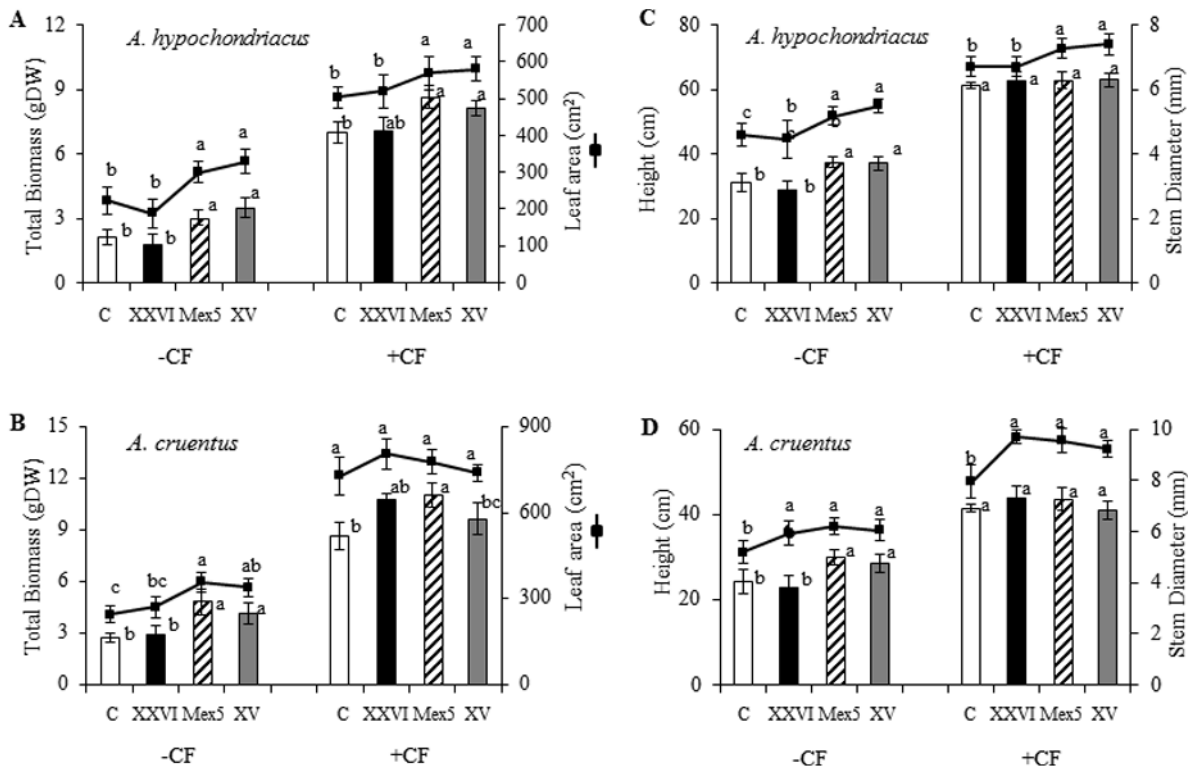 A
A. hypochondriacus
Total Biomass (gDW)
12
9
6
3
0
700
600
500
400
300
200
100
0
Leaf area (cm²)
b b a a
b b a a
b b a a
b ab a a
C XXVI Mex5 XV C XXVI Mex5 XV
-CF +CF
C
A. hypochondriacus
Height (cm)
80
60
40
20
0
8
6
4
2
0
Stem Diameter (mm)
c b a a
c b
b b a a
b b a a
a a a a
C XXVI Mex5 XV C XXVI Mex5 XV
-CF +CF
B
A. cruentus
Total Biomass (gDW)
15
12
9
6
3
0
900
600
300
0
Leaf area (cm²)
c bc a ab
b b a a
a a a a
b ab a bc
C XXVI Mex5 XV C XXVI Mex5 XV
-CF +CF
D
A. cruentus
Height (cm)
60
40
20
0
10
8
6
4
2
0
Stem Diameter (mm)
b a a a
b b a a
b a a a
a a a a
C XXVI Mex5 XV C XXVI Mex5 XV
-CF +CF